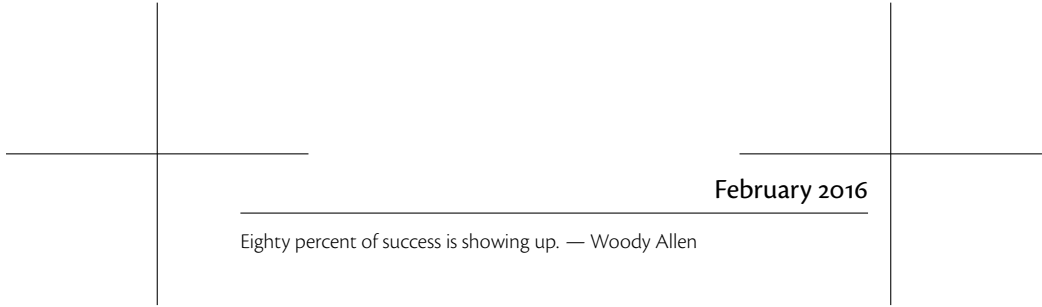 February 2016
Eighty percent of success is showing up. — Woody Allen